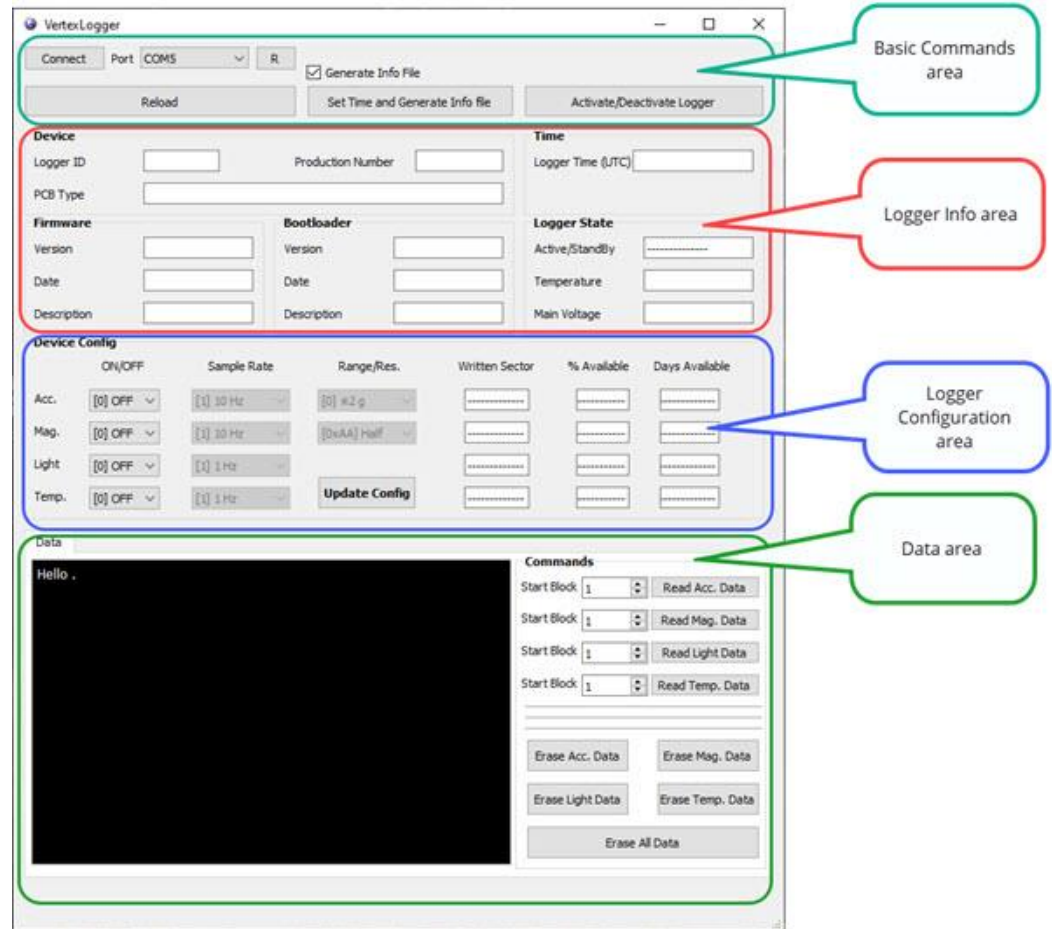 VertexLogger
Connect Port COM5 R
Generate Info File
Basic Commands
area
Reload Set Time and Generate Info file Activate/Deactivate Logger
Device Time
Logger ID Production Number Logger Time (UTC)
PCB Type
Logger Info area
Firmware Bootloader Logger State
Version Version Active/StandBy --------------
Date Date Temperature
Description Description Main Voltage
Device Config
ON/OFF Sample Rate Range/Res. Written Sector % Available Days Available
Acc. [0] OFF [1] 10 Hz [0] ±2 g ------------ ------------ ------------
Mag. [0] OFF [1] 10 Hz [0xAA] Half ------------ ------------ ------------
Light [0] OFF [1] 1 Hz ------------ ------------ ------------
Temp. [0] OFF [1] 1 Hz Update Config ------------ ------------ ------------
Logger
Configuration
area
Data
Hello .
Commands
Start Block 1 Read Acc. Data
Start Block 1 Read Mag. Data
Start Block 1 Read Light Data
Start Block 1 Read Temp. Data
Erase Acc. Data Erase Mag. Data
Erase Light Data Erase Temp. Data
Erase All Data
Data area